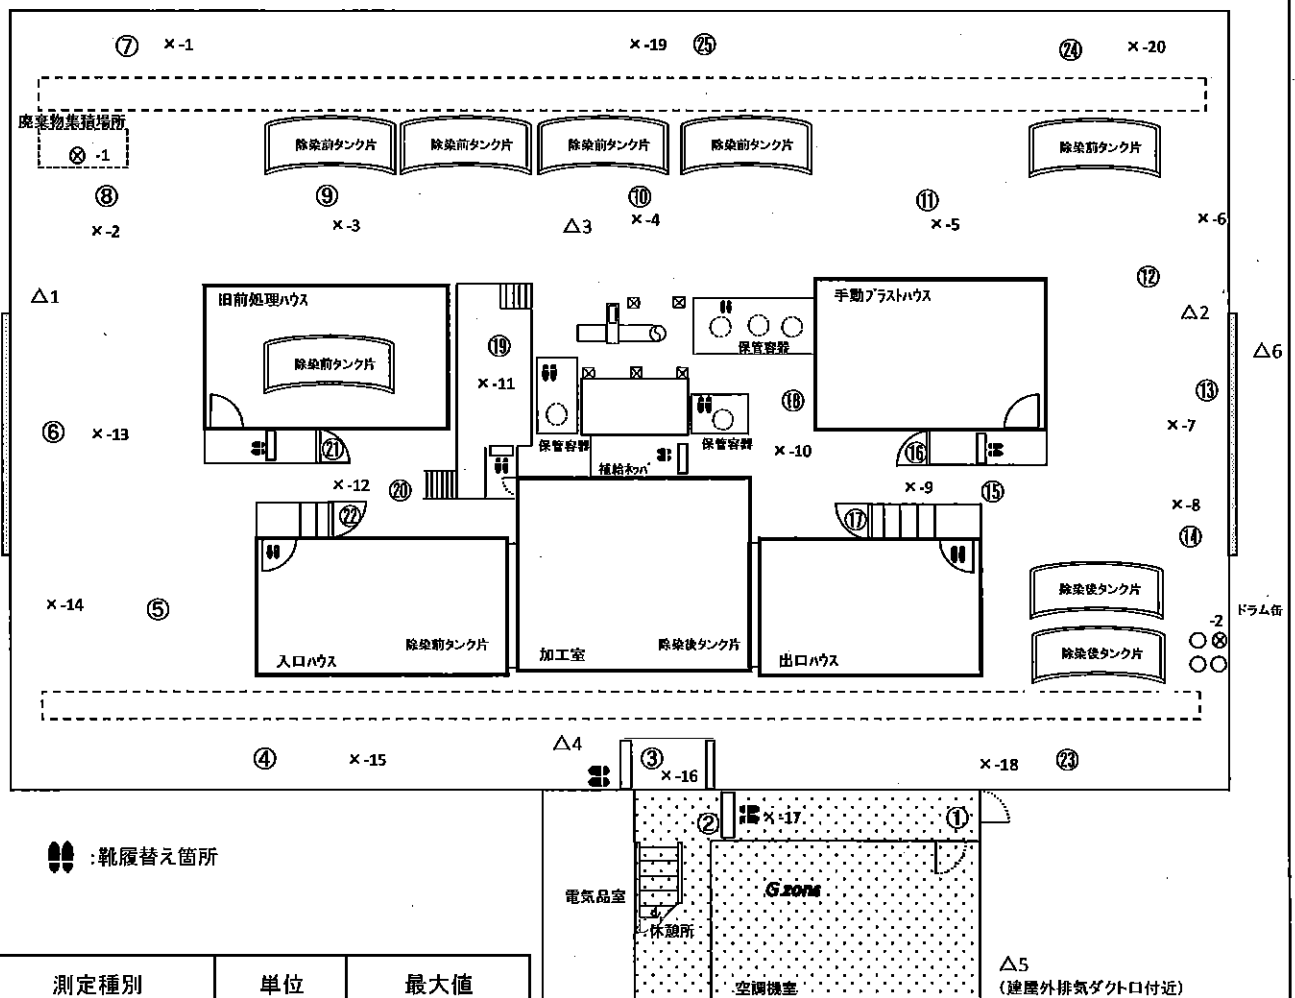 ⑦ ×-1 ×-19 ㉕ ㉔ ×-20
廃棄物集積場所
⊗ -1
除染前タンク片 除染前タンク片 除染前タンク片 除染前タンク片 除染前タンク片
⑧ ⑨ ⑩ ⑪
×-2 ×-3 △3 ×-4 ×-5 ×-6
⑫
△1 旧前処理ハウス 手動ブラストハウス △2
⑲ 保管容器 △6
除染前タンク片
×-11 ⑱ ⑬
⑥ ×-13 保管容器 保管容器 ×-7
㉑ 補給ホッパ ×-10 ⑯
×-12 ⑳ ×-9 ⑮
㉒ ⑰ ×-8
⑭
除染後タンク片
×-14 ⑤ ドラム缶
-2
入口ハウス 除染前タンク片 加工室 除染後タンク片 出口ハウス 除染後タンク片
④ ×-15 △4 ③ ×-16 ×-18 ㉓
② ×-17 ①
:靴履替え箇所
電気品室 G zone
休憩所
測定種別 単位 最大値 空調機室 △5
(建屋外排気ダクト口付近)